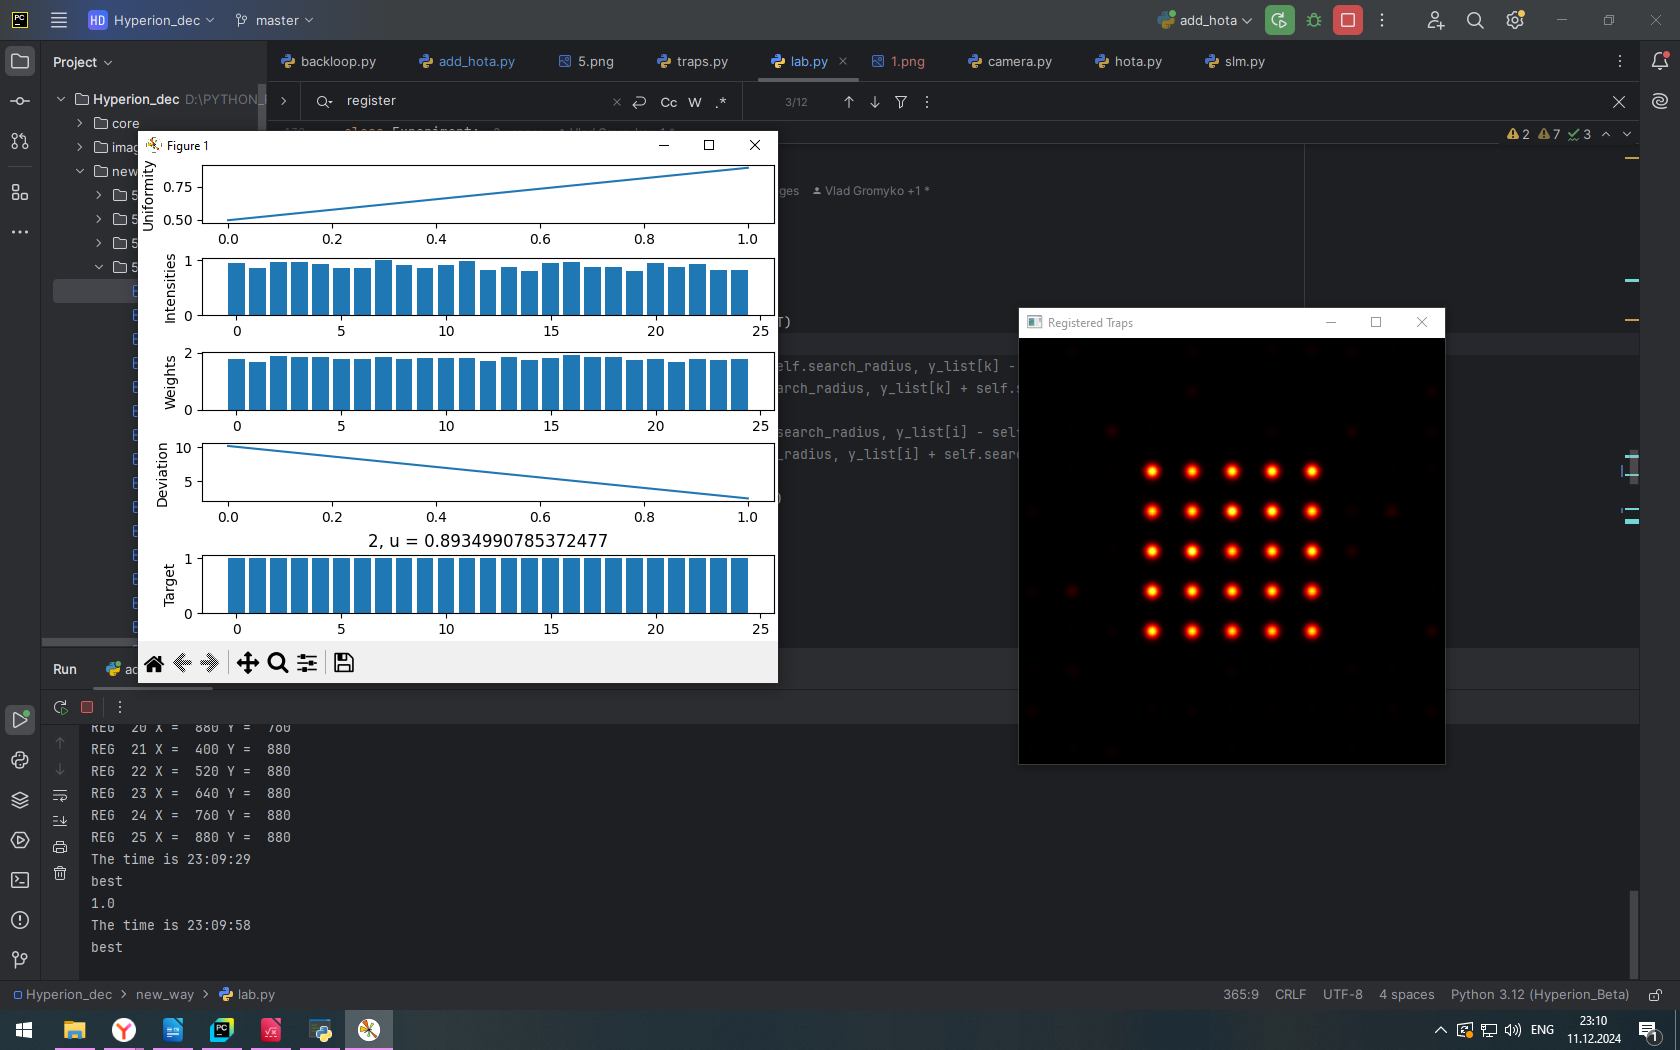 HD Hyperion_dec master add_hota
Project
backloop.py add_hota.py 5.png traps.py lab.py 1.png camera.py hota.py slm.py
Hyperion_dec D:\PYTHON_
register Cc W .* 3/12
core
imag
new
5
5
5
5
2 7 3
ges Vlad Gromyko +1 *
T)
elf.search_radius, y_list[k] -
arch_radius, y_list[k] + self.s
search_radius, y_list[i] - sel
_radius, y_list[i] + self.sear
)
Figure 1
Uniformity
0.75
0.50
0.0 0.2 0.4 0.6 0.8 1.0
Intensities
1
0
0 5 10 15 20 25
Weights
2
0
0 5 10 15 20 25
Deviation
10
5
0.0 0.2 0.4 0.6 0.8 1.0
2, u = 0.8934990785372477
Target
1
0
0 5 10 15 20 25
Registered Traps
Run ad
REG 20 X = 880 Y = 760
REG 21 X = 400 Y = 880
REG 22 X = 520 Y = 880
REG 23 X = 640 Y = 880
REG 24 X = 760 Y = 880
REG 25 X = 880 Y = 880
The time is 23:09:29
best
1.0
The time is 23:09:58
best
Hyperion_dec > new_way > lab.py
365:9 CRLF UTF-8 4 spaces Python 3.12 (Hyperion_Beta)
ENG
23:10
11.12.2024
1